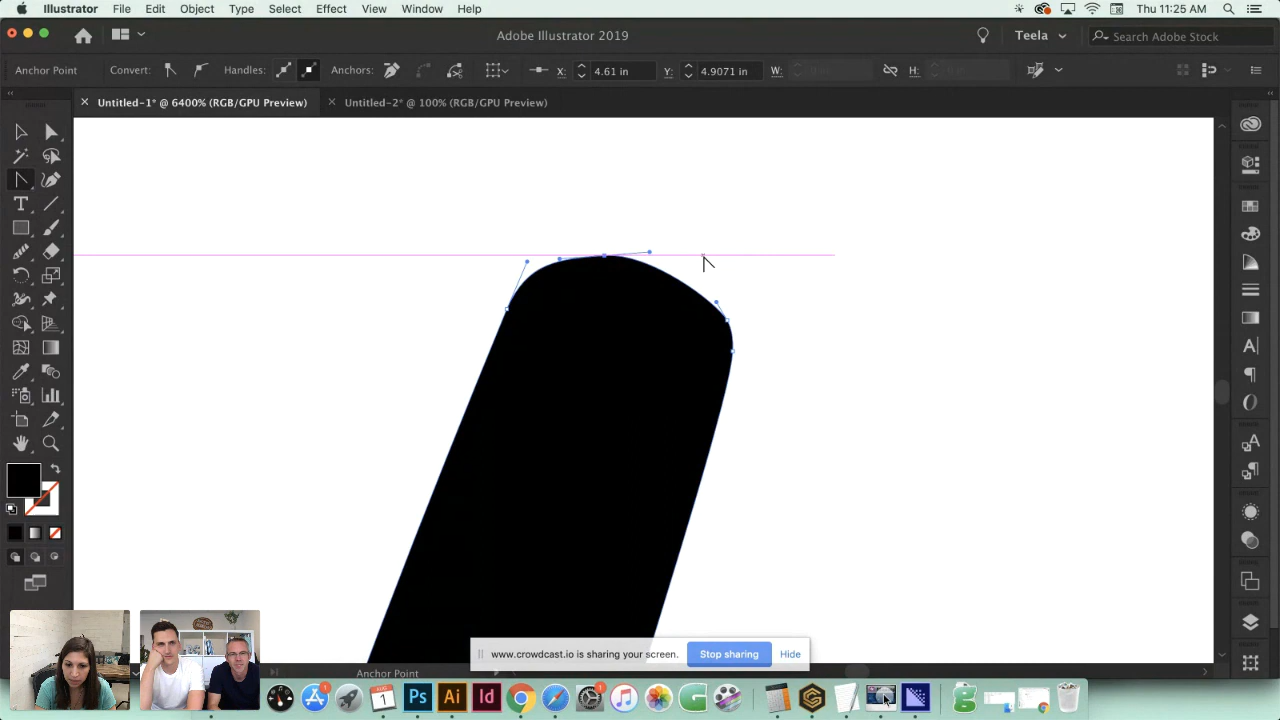 Illustrator File Edit Object Type Select Effect View Window Help Thu 11:25 AM
Adobe Illustrator 2019 Teela Search Adobe Stock
Anchor Point Convert: Handles: Anchors: X: 4.61 in Y: 4.9071 in W: H:
Untitled-1* @ 6400% (RGB/GPU Preview) Untitled-2* @ 100% (RGB/GPU Preview)
www.crowdcast.io is sharing your screen. Stop sharing Hide
Anchor Point
Ps Ai Id